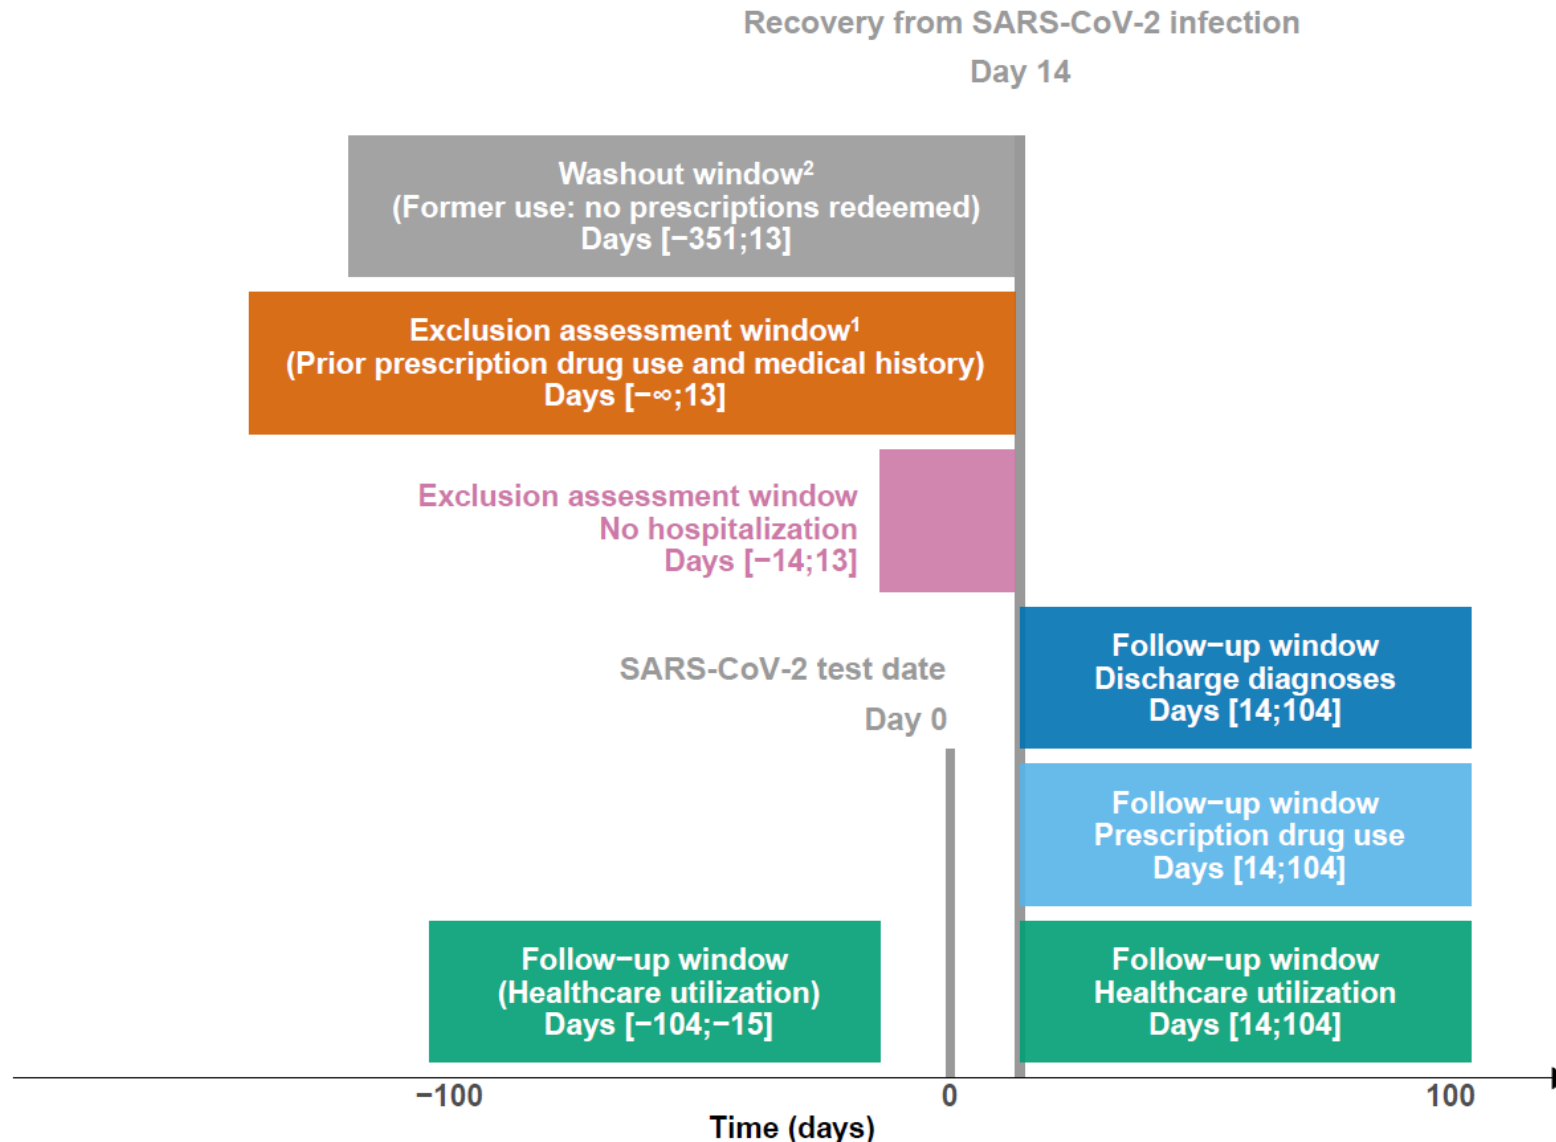 Recovery from SARS-CoV-2 infection
Day 14
Washout window²
(Former use: no prescriptions redeemed)
Days [−351;13]
Exclusion assessment window¹
(Prior prescription drug use and medical history)
Days [−∞;13]
Exclusion assessment window
No hospitalization
Days [−14;13]
SARS-CoV-2 test date
Day 0
Follow−up window
Discharge diagnoses
Days [14;104]
Follow−up window
Prescription drug use
Days [14;104]
Follow−up window
(Healthcare utilization)
Days [−104;−15]
Follow−up window
Healthcare utilization
Days [14;104]
−100 0 100
Time (days)